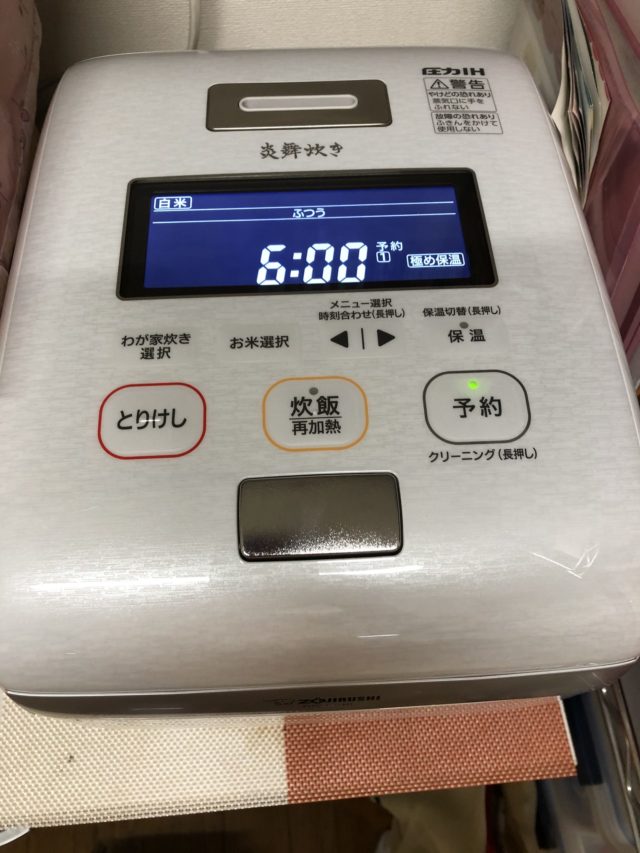 圧力IH
警告
やけどの恐れあり
蒸気口に手を
ふれない
故障の恐れあり
ふきんをかけて
使用しない
炎舞炊き
白米
ふつう
6:00
予約
1
極め保温
わが家炊き
選択
お米選択
メニュー選択
時刻合わせ(長押し)
保温切替(長押し)
保温
とりけし
炊飯
再加熱
予約
クリーニング(長押し)
ZOJIRUSHI